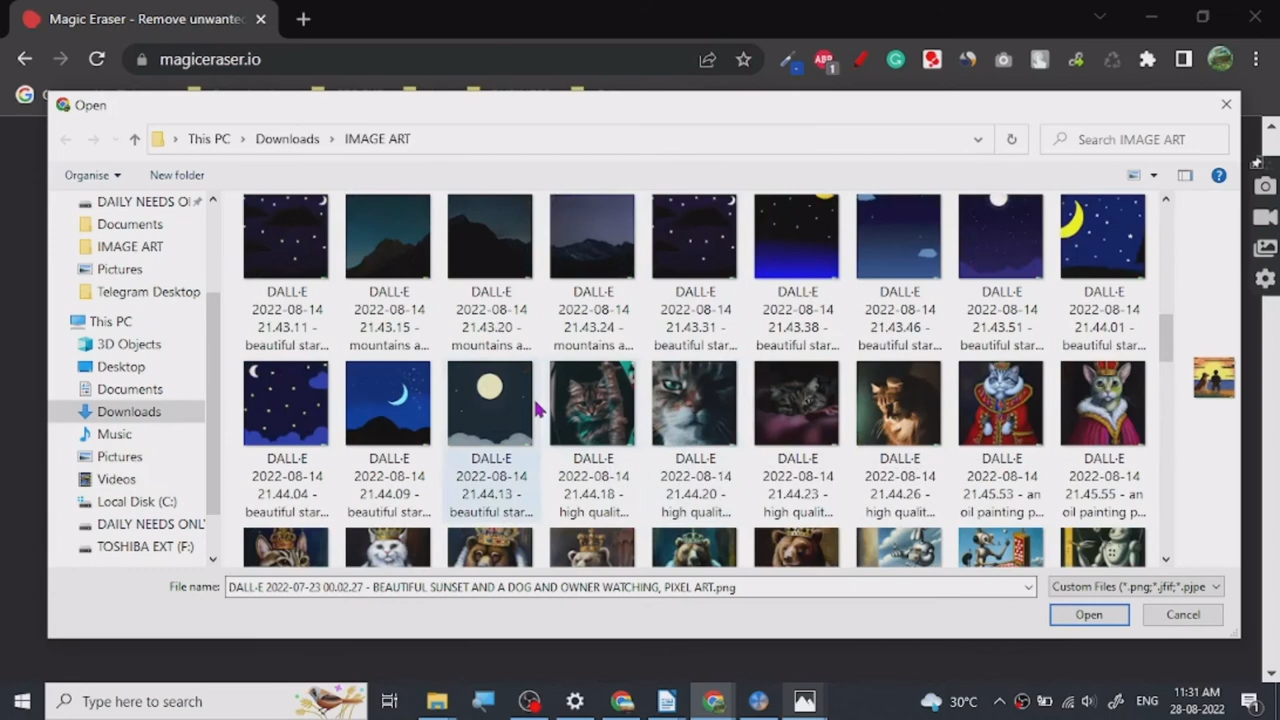 Magic Eraser - Remove unwante
magiceraser.io
1
Open
This PC > Downloads > IMAGE ART
Search IMAGE ART
Organise
New folder
DAILY NEEDS O
Documents
IMAGE ART
Pictures
Telegram Desktop
This PC
3D Objects
Desktop
Documents
Downloads
Music
Pictures
Videos
Local Disk (C:)
DAILY NEEDS ONLY
TOSHIBA EXT (F:)
DALL·E DALL·E DALL·E DALL·E DALL·E DALL·E DALL·E DALL·E DALL·E
2022-08-14 2022-08-14 2022-08-14 2022-08-14 2022-08-14 2022-08-14 2022-08-14 2022-08-14 2022-08-14
21.43.11 - 21.43.15 - 21.43.20 - 21.43.24 - 21.43.31 - 21.43.38 - 21.43.46 - 21.43.51 - 21.44.01 -
beautiful star... mountains a... mountains a... mountains a... beautiful star... beautiful star... beautiful star... beautiful star... beautiful star...
DALL·E DALL·E DALL·E DALL·E DALL·E DALL·E DALL·E DALL·E DALL·E
2022-08-14 2022-08-14 2022-08-14 2022-08-14 2022-08-14 2022-08-14 2022-08-14 2022-08-14 2022-08-14
21.44.04 - 21.44.09 - 21.44.13 - 21.44.18 - 21.44.20 - 21.44.23 - 21.44.26 - 21.45.53 - an 21.45.55 - an
beautiful star... beautiful star... beautiful star... high qualit... high qualit... high qualit... high qualit... oil painting p... oil painting p...
File name: DALL·E 2022-07-23 00.02.27 - BEAUTIFUL SUNSET AND A DOG AND OWNER WATCHING, PIXEL ART.png
Custom Files (*.png;*.jfif;*.pjpe
Open
Cancel
Type here to search
30°C
ENG
11:31 AM
28-08-2022
1